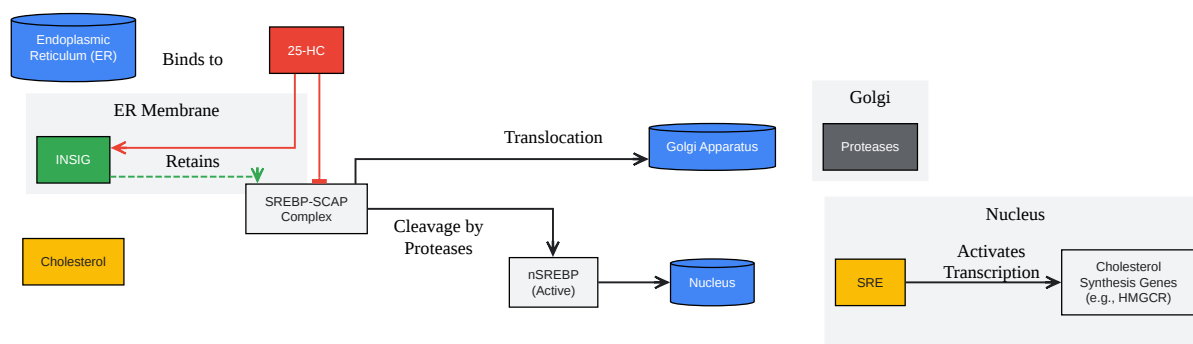 Endoplasmic
Reticulum (ER)
Binds to
25-HC
ER Membrane
INSIG
Retains
SREBP-SCAP
Complex
Cholesterol
Translocation
Golgi Apparatus
Cleavage by
Proteases
nSREBP
(Active)
Nucleus
Golgi
Proteases
Nucleus
SRE
Activates
Transcription
Cholesterol
Synthesis Genes
(e.g., HMGCR)